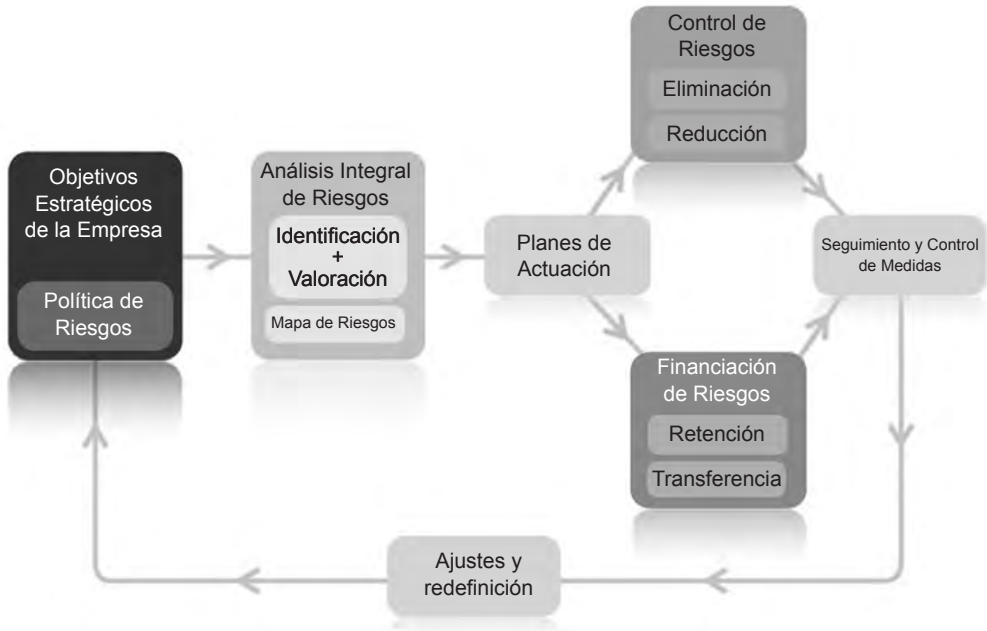 Objetivos
Estratégicos
de la Empresa
Política de
Riesgos
Análisis Integral
de Riesgos
Identificación
+
Valoración
Mapa de Riesgos
Planes de
Actuación
Control de
Riesgos
Eliminación
Reducción
Financiación
de Riesgos
Retención
Transferencia
Seguimiento y Control
de Medidas
Ajustes y
redefinición